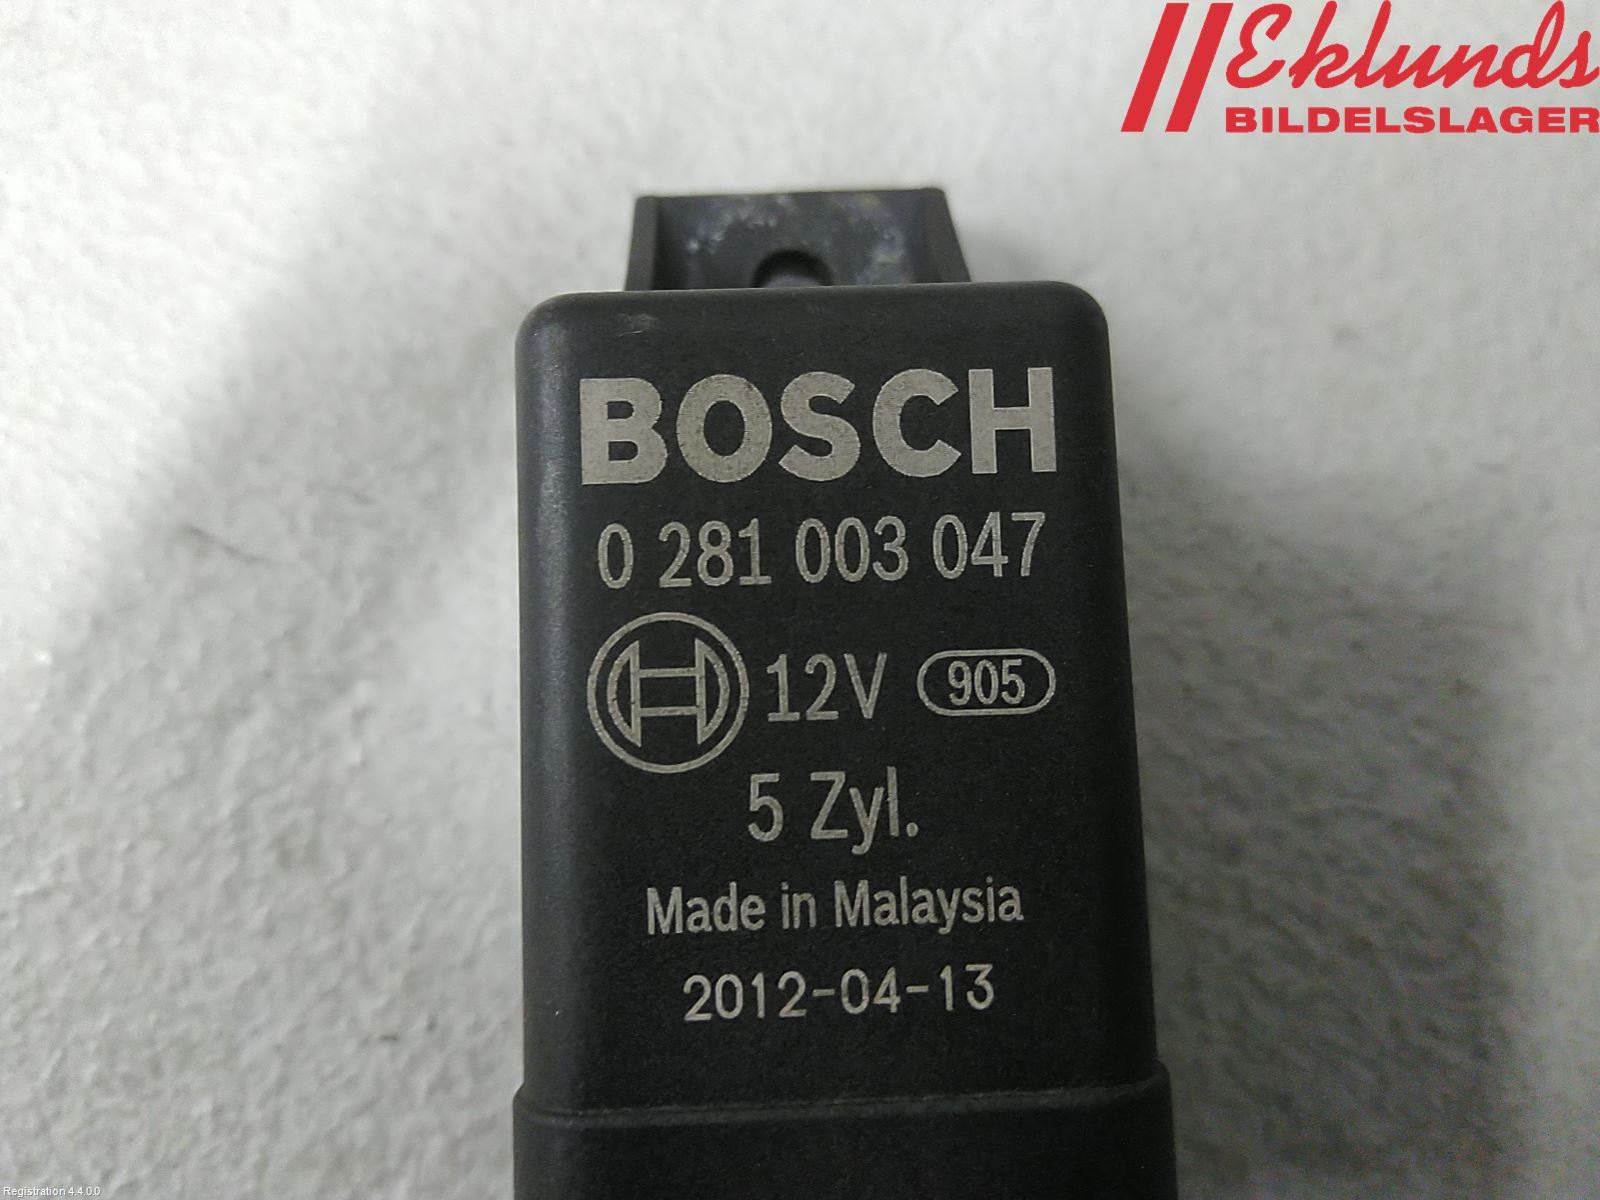 Eklunds
BILDELSLAGER
BOSCH
0 281 003 047
12V 905
5 Zyl.
Made in Malaysia
2012-04-13
Registration 4.4.0.0